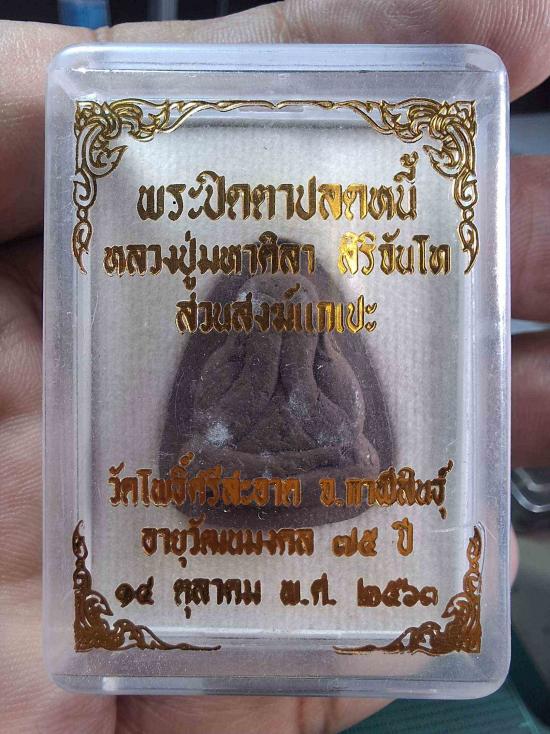 พระปิดตาปลดหนี้
หลวงปู่มหาศิลา สิริจันโท
สวนสงฆ์แกเปะ
วัดโพธิ์ศรีสะอาด จ.กาฬสินธุ์
อายุวัฒนมงคล ๗๕ ปี
๑๔ ตุลาคม พ.ศ. ๒๕๖๓